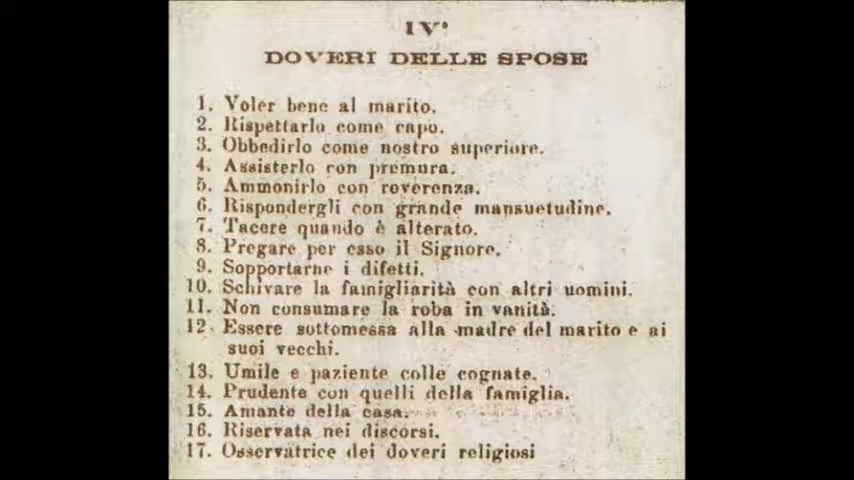 IV°
DOVERI DELLE SPOSE
1. Voler bene al marito.
2. Rispettarlo come capo.
3. Obbedirlo come nostro superiore.
4. Assisterlo con premura.
5. Ammonirlo con reverenza.
6. Rispondergli con grande mansuetudine.
7. Tacere quando è alterato.
8. Pregare per esso il Signore.
9. Sopportarne i difetti.
10. Schivare la famigliarità con altri uomini.
11. Non consumare la roba in vanità.
12. Essere sottomessa alla madre del marito e ai
suoi vecchi.
13. Umile e paziente colle cognate.
14. Prudente con quelli della famiglia.
15. Amante della casa.
16. Riservata nei discorsi.
17. Osservatrice dei doveri religiosi